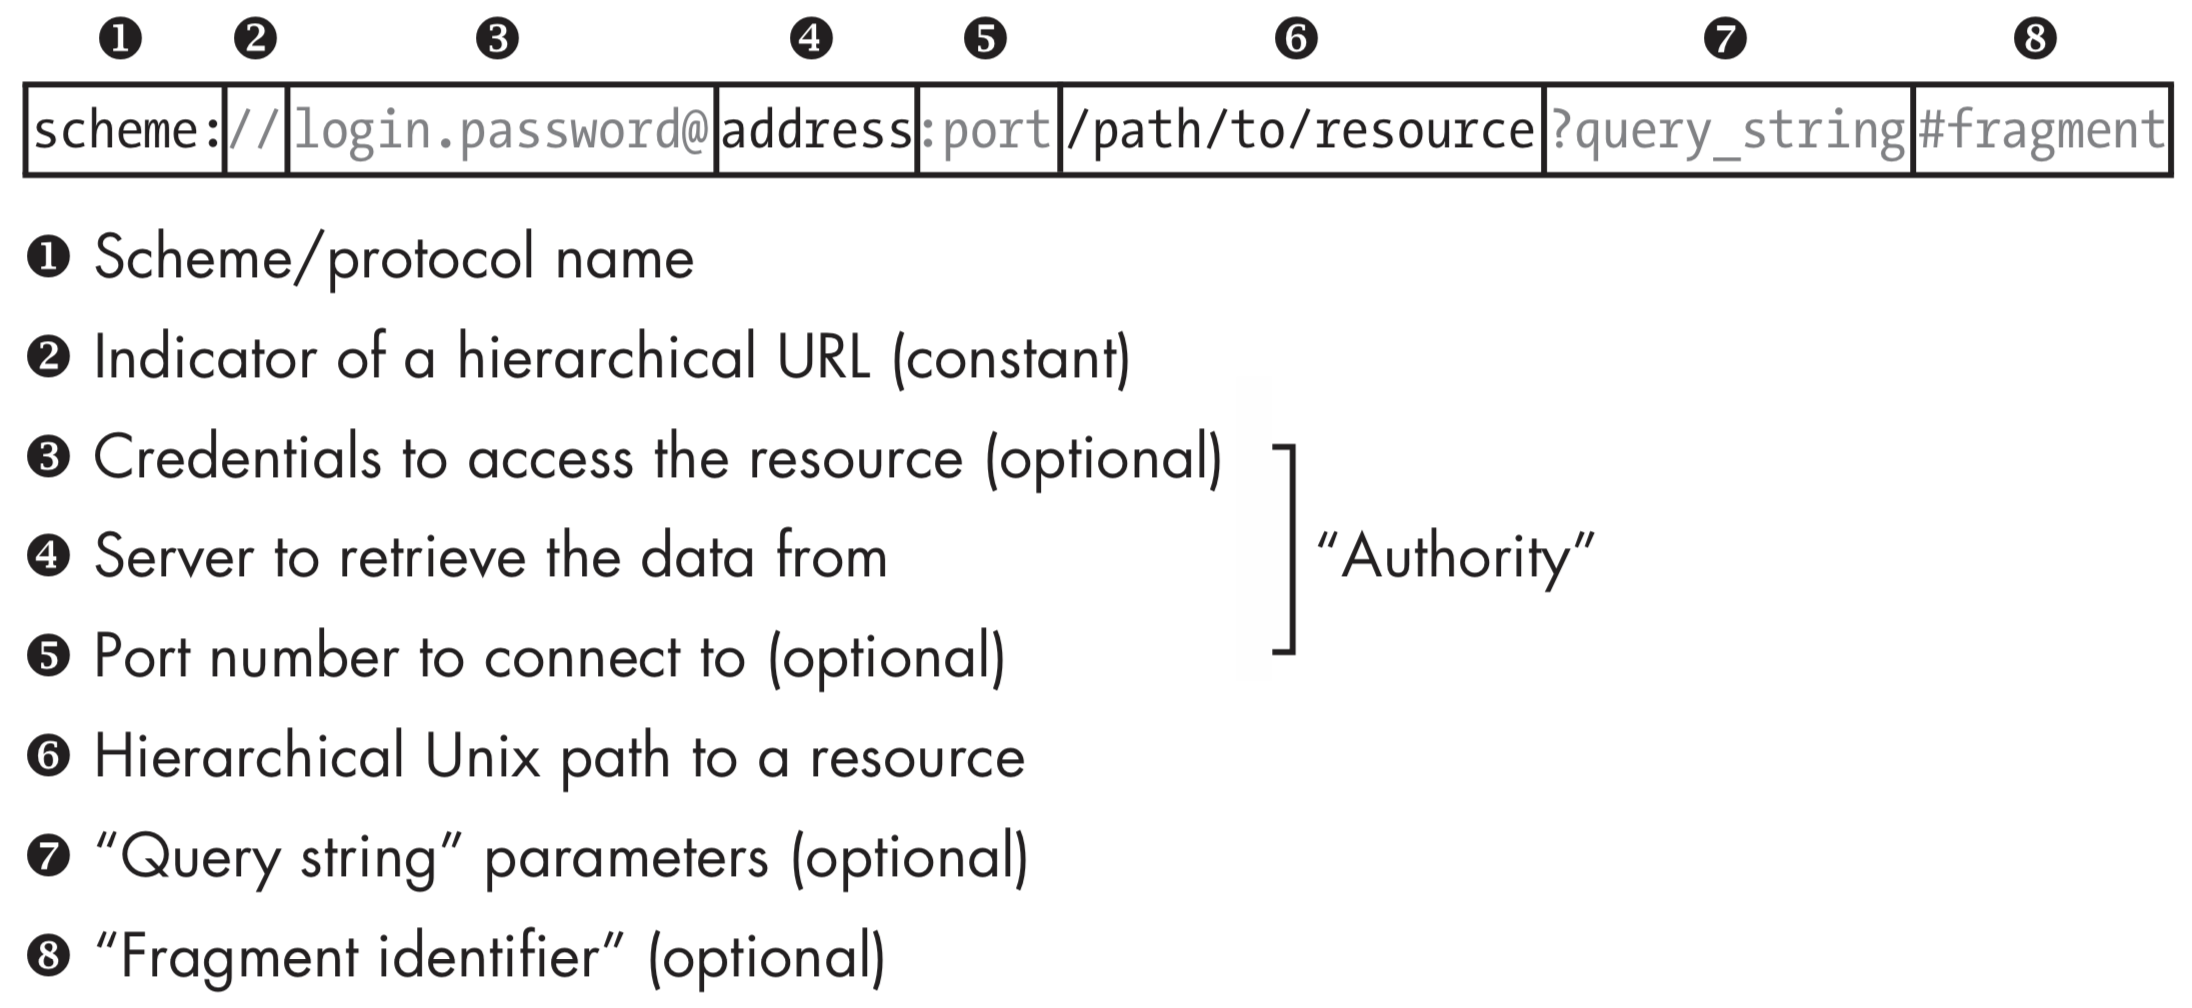 ❶ ❷ ❸ ❹ ❺ ❻ ❼ ❽
scheme://login.password@address:port/path/to/resource?query_string#fragment
❶ Scheme/protocol name
❷ Indicator of a hierarchical URL (constant)
❸ Credentials to access the resource (optional)
❹ Server to retrieve the data from
"Authority"
❺ Port number to connect to (optional)
❻ Hierarchical Unix path to a resource
❼ "Query string" parameters (optional)
❽ "Fragment identifier" (optional)